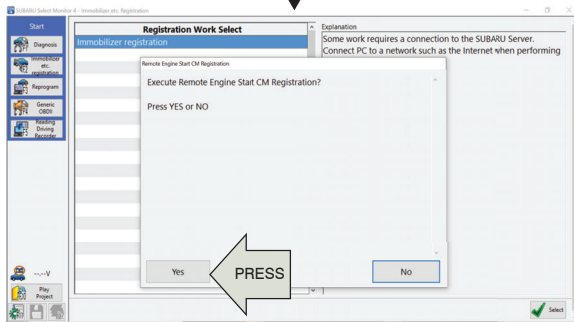 SUBARU Select Monitor 4 - Immobilizer etc. Registration
Start
Diagnosis
Immobilizer
etc.
registration
Reprogram
Generic
OBDII
Reading
Driving
Recorder
--.--V
Play
Project
Registration Work Select
Immobilizer registration
Explanation
Some work requires a connection to the SUBARU Server.
Connect PC to a network such as the Internet when performing
Remote Engine Start CM Registration
Execute Remote Engine Start CM Registration?
Press YES or NO
Yes
PRESS
No
Select